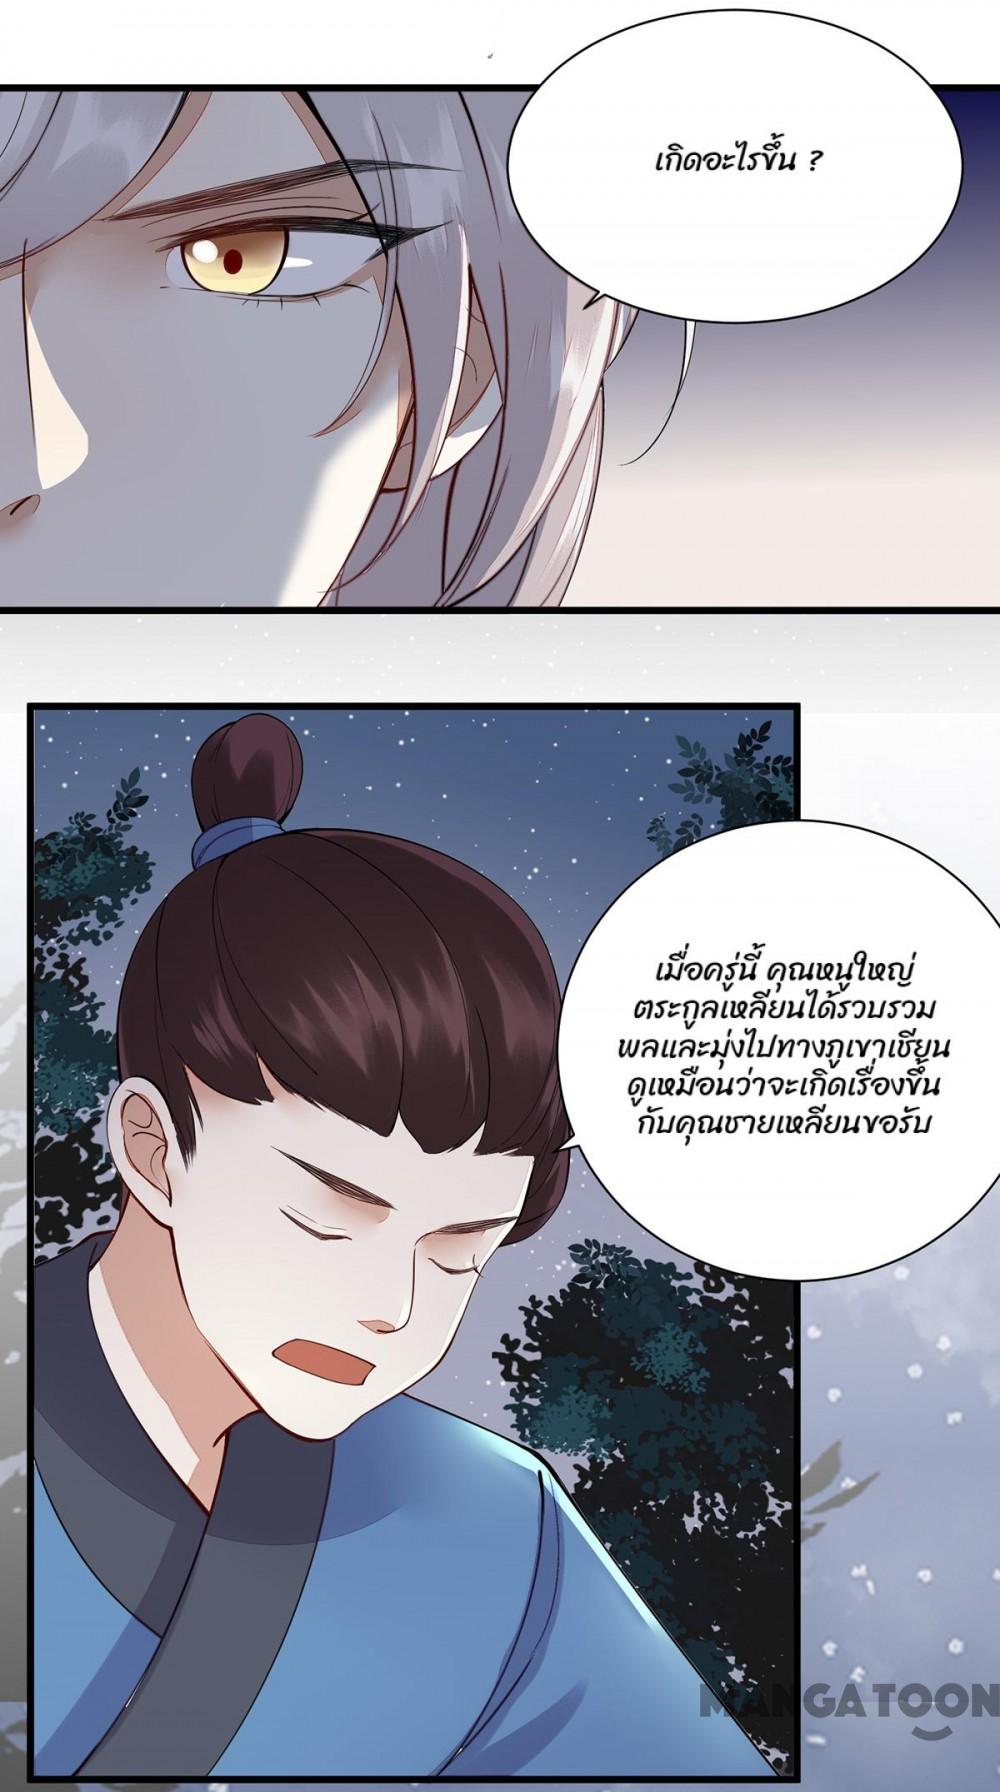 เกิดอะไรขึ้น ?
เมื่อครู่นี้ คุณหนูใหญ่
ตระกูลเหลียนได้รวบรวม
พลและมุ่งไปทางภูเขาเชียน
ดูเหมือนว่าจะเกิดเรื่องขึ้น
กับคุณชายเหลียนขอรับ
MANGATOON